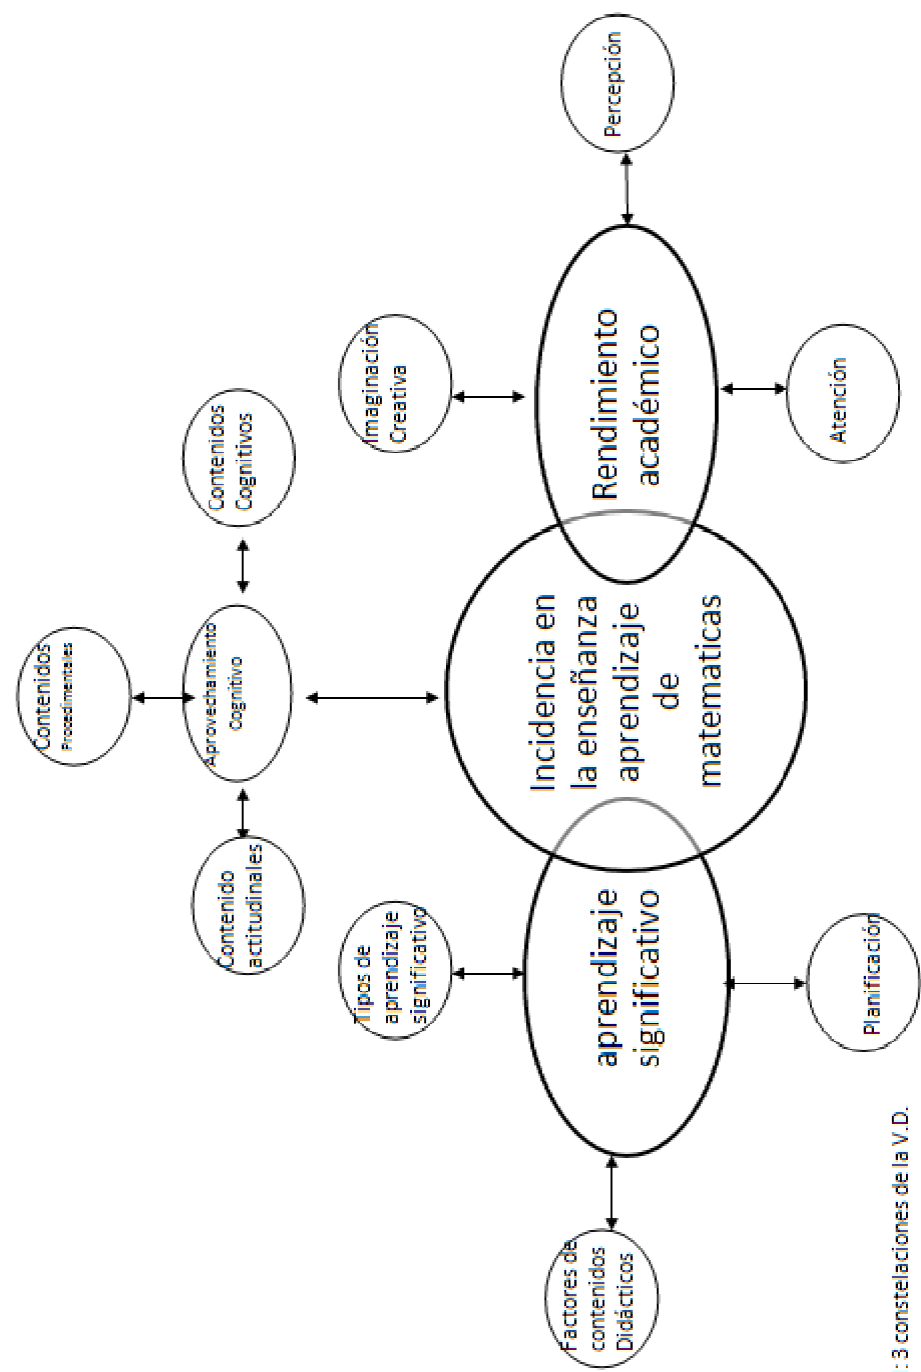 Contenidos
Procedimentales
Contenido
actitudinales
Aprovechamiento
Cognitivo
Contenidos
Cognitivos
Tipos de
aprendizaje
significativo
Imaginación
Creativa
Factores de
contenidos
Didácticos
aprendizaje
significativo
Incidencia en
la enseñanza
aprendizaje
de
matematicas
Rendimiento
académico
Percepción
Planificación
Atención
: 3 constelaciones de la V.D.